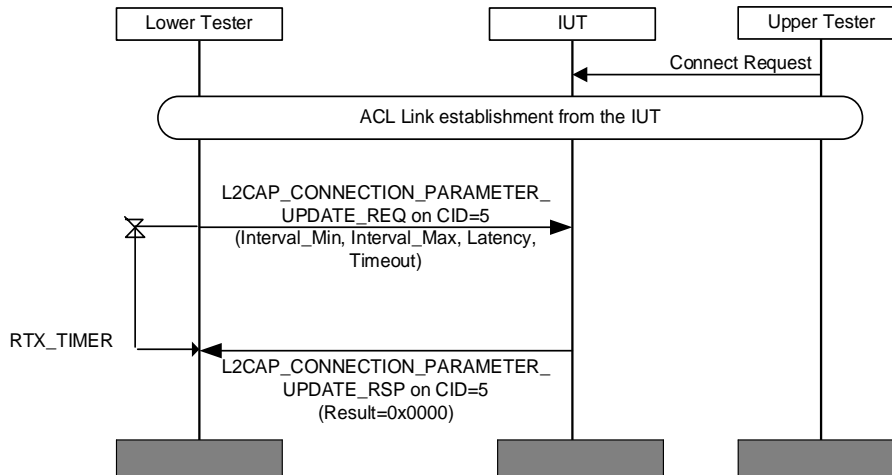 Lower Tester
IUT
Upper Tester
Connect Request
ACL Link establishment from the IUT
L2CAP_CONNECTION_PARAMETER_
UPDATE_REQ on CID=5
(Interval_Min, Interval_Max, Latency,
Timeout)
RTX_TIMER
L2CAP_CONNECTION_PARAMETER_
UPDATE_RSP on CID=5
(Result=0x0000)